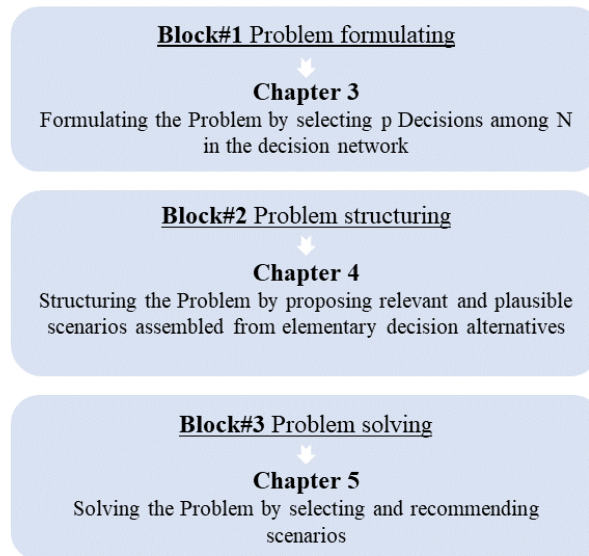 Block#1 Problem formulating
Chapter 3
Formulating the Problem by selecting p Decisions among N
in the decision network
Block#2 Problem structuring
Chapter 4
Structuring the Problem by proposing relevant and plausible
scenarios assembled from elementary decision alternatives
Block#3 Problem solving
Chapter 5
Solving the Problem by selecting and recommending
scenarios